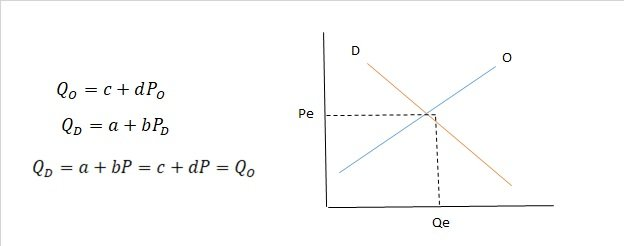 Q_O = c + dP_O
Q_D = a + bP_D
Q_D = a + bP = c + dP = Q_O
D
O
Pe
Qe